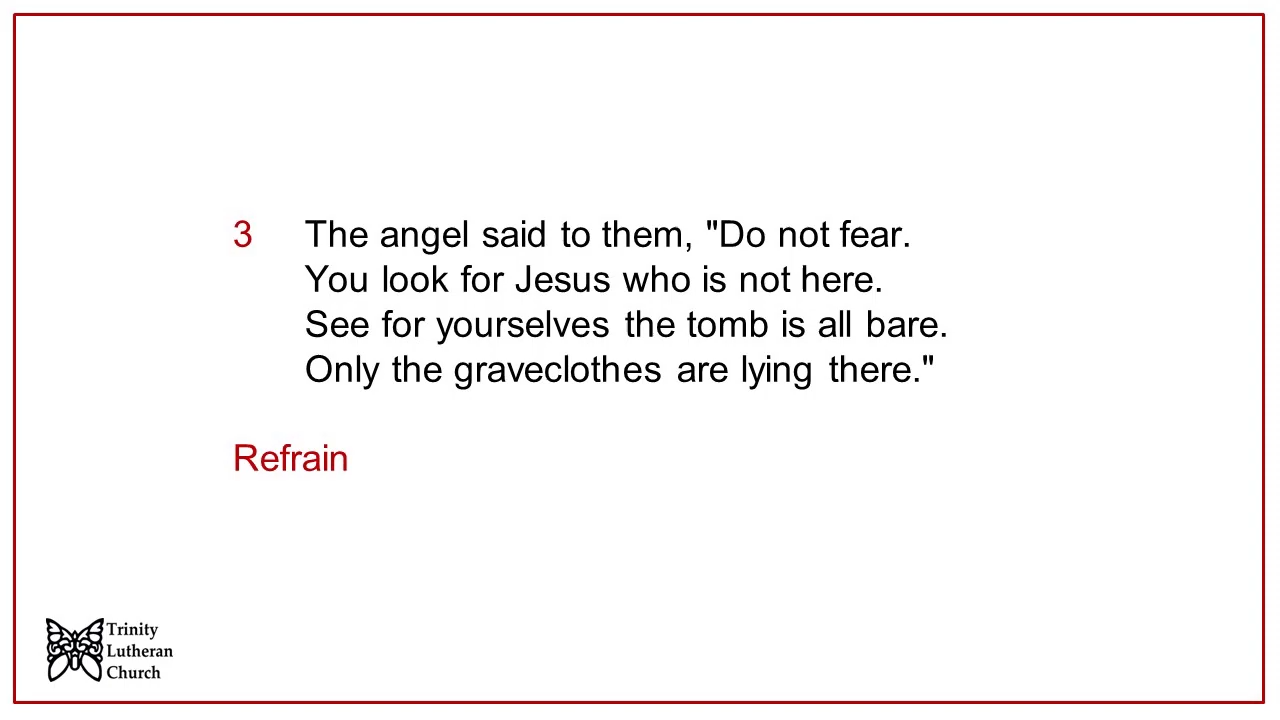 3 The angel said to them, "Do not fear.
You look for Jesus who is not here.
See for yourselves the tomb is all bare.
Only the graveclothes are lying there."
Refrain
Trinity
Lutheran
Church